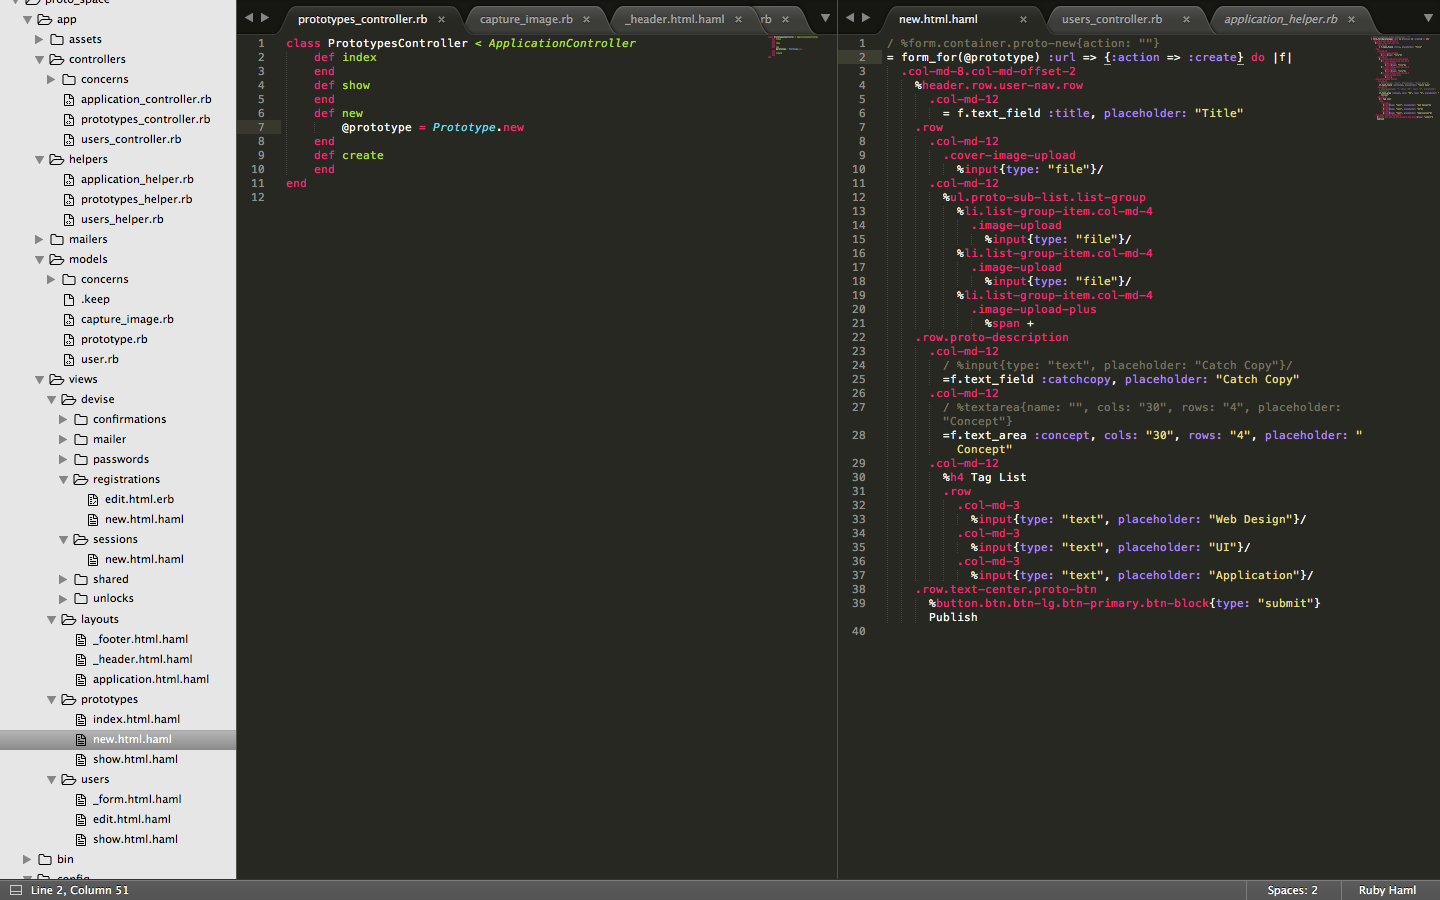 proto_space
app
assets
controllers
concerns
application_controller.rb
prototypes_controller.rb
users_controller.rb
helpers
application_helper.rb
prototypes_helper.rb
users_helper.rb
mailers
models
concerns
.keep
capture_image.rb
prototype.rb
user.rb
views
devise
confirmations
mailer
passwords
registrations
edit.html.erb
new.html.haml
sessions
new.html.haml
shared
unlocks
layouts
_footer.html.haml
_header.html.haml
application.html.haml
prototypes
index.html.haml
new.html.haml
show.html.haml
users
_form.html.haml
edit.html.haml
show.html.haml
bin
config
prototypes_controller.rb × capture_image.rb × _header.html.haml × rb ×
1 class PrototypesController < ApplicationController
2 def index
3 end
4 def show
5 end
6 def new
7 @prototype = Prototype.new
8 end
9 def create
10 end
11 end
12
new.html.haml × users_controller.rb × application_helper.rb ×
1 / %form.container.proto-new{action: ""}
2 = form_for(@prototype) :url => {:action => :create} do |f|
3 .col-md-8.col-md-offset-2
4 %header.row.user-nav.row
5 .col-md-12
6 = f.text_field :title, placeholder: "Title"
7 .row
8 .col-md-12
9 .cover-image-upload
10 %input{type: "file"}/
11 .col-md-12
12 %ul.proto-sub-list.list-group
13 %li.list-group-item.col-md-4
14 .image-upload
15 %input{type: "file"}/
16 %li.list-group-item.col-md-4
17 .image-upload
18 %input{type: "file"}/
19 %li.list-group-item.col-md-4
20 .image-upload-plus
21 %span +
22 .row.proto-description
23 .col-md-12
24 / %input{type: "text", placeholder: "Catch Copy"}/
25 =f.text_field :catchcopy, placeholder: "Catch Copy"
26 .col-md-12
27 / %textarea{name: "", cols: "30", rows: "4", placeholder:
"Concept"}
28 =f.text_area :concept, cols: "30", rows: "4", placeholder: "
Concept"
29 .col-md-12
30 %h4 Tag List
31 .row
32 .col-md-3
33 %input{type: "text", placeholder: "Web Design"}/
34 .col-md-3
35 %input{type: "text", placeholder: "UI"}/
36 .col-md-3
37 %input{type: "text", placeholder: "Application"}/
38 .row.text-center.proto-btn
39 %button.btn.btn-lg.btn-primary.btn-block{type: "submit"}
Publish
40
Line 2, Column 51
Spaces: 2
Ruby Haml